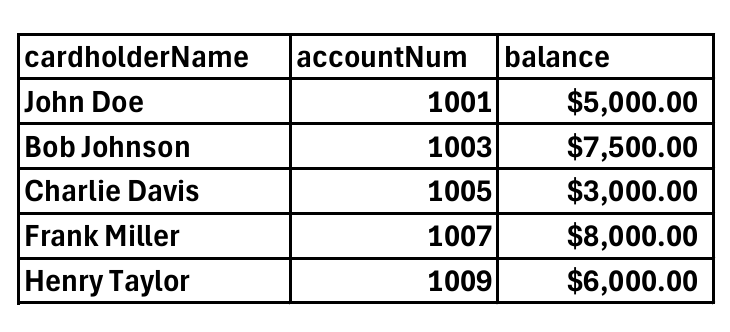 cardholderName accountNum balance
John Doe 1001 $5,000.00
Bob Johnson 1003 $7,500.00
Charlie Davis 1005 $3,000.00
Frank Miller 1007 $8,000.00
Henry Taylor 1009 $6,000.00